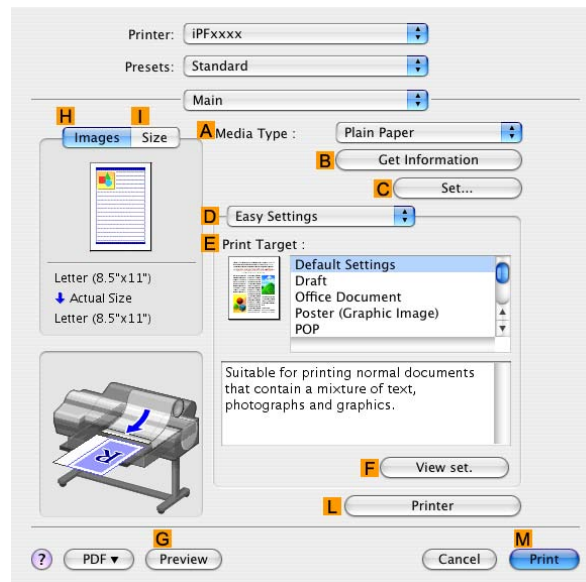 Printer: iPFxxxx
Presets: Standard
Main
H I
Images Size
A Media Type : Plain Paper
B Get Information
C Set...
D Easy Settings
E Print Target :
Default Settings
Draft
Office Document
Poster (Graphic Image)
POP
Letter (8.5"x11")
Actual Size
Letter (8.5"x11")
Suitable for printing normal documents
that contain a mixture of text,
photographs and graphics.
R
F View set.
L Printer
G M
? PDF▼ Preview Cancel Print